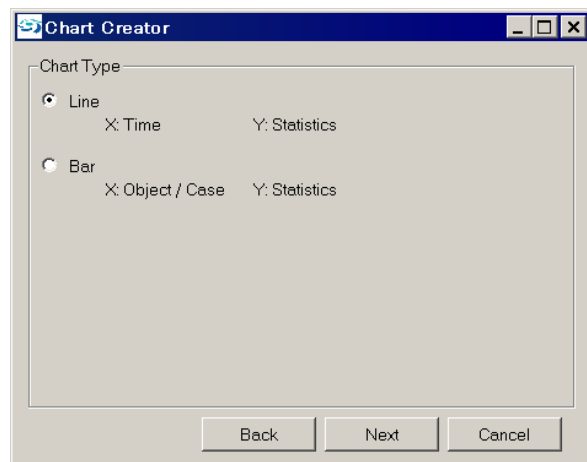 Chart Creator
Chart Type
Line
X: Time Y: Statistics
Bar
X: Object / Case Y: Statistics
Back Next Cancel